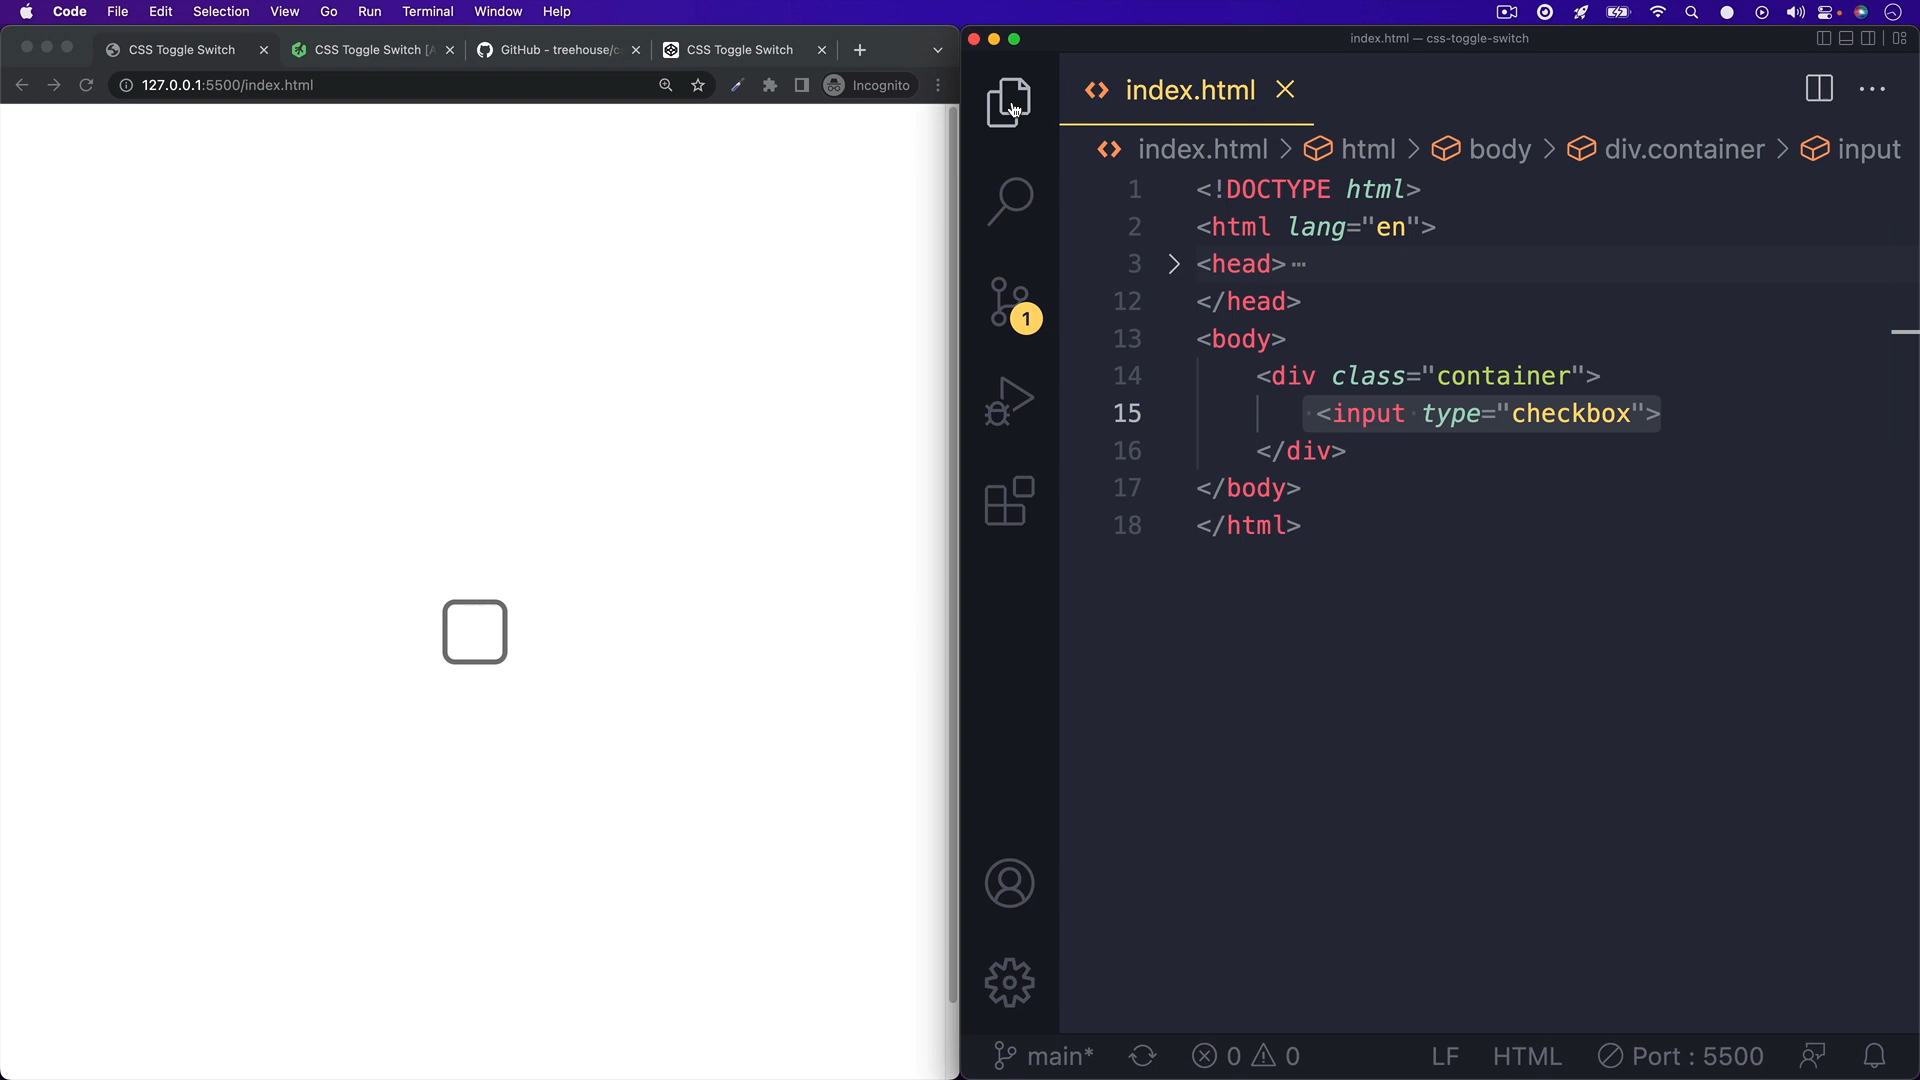 Code File Edit Selection View Go Run Terminal Window Help
CSS Toggle Switch
CSS Toggle Switch [A
GitHub - treehouse/c
CSS Toggle Switch
127.0.0.1:5500/index.html
Incognito
index.html — css-toggle-switch
index.html
index.html > html > body > div.container > input
1 <!DOCTYPE html>
2 <html lang="en">
3 <head>…
12 </head>
13 <body>
14 <div class="container">
15 <input type="checkbox">
16 </div>
17 </body>
18 </html>
1
main* 0 0 LF HTML Port : 5500